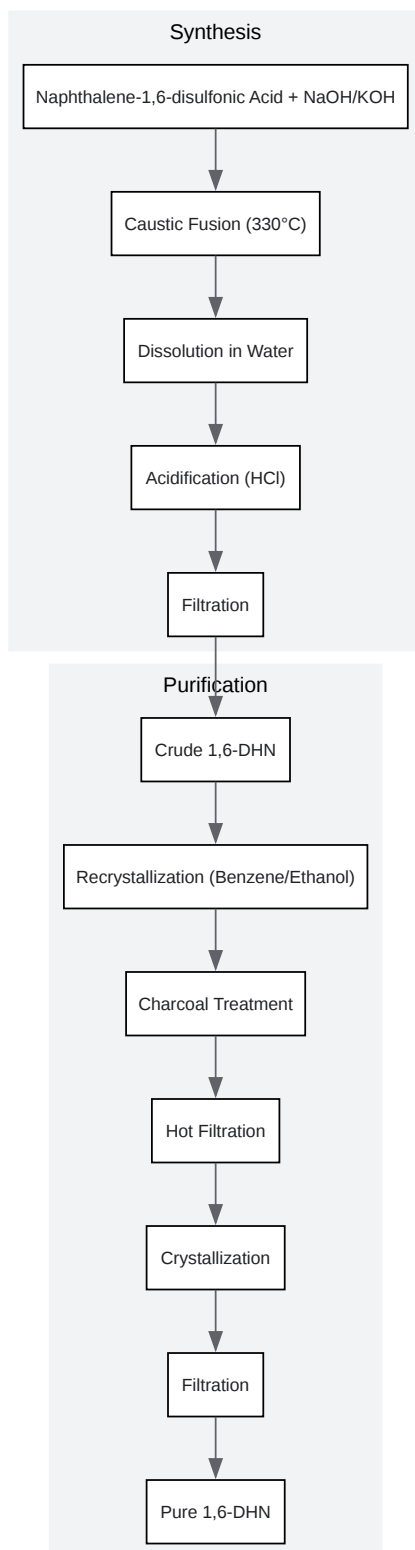 Synthesis
Naphthalene-1,6-disulfonic Acid + NaOH/KOH
Caustic Fusion (330°C)
Dissolution in Water
Acidification (HCl)
Filtration
Purification
Crude 1,6-DHN
Recrystallization (Benzene/Ethanol)
Charcoal Treatment
Hot Filtration
Crystallization
Filtration
Pure 1,6-DHN